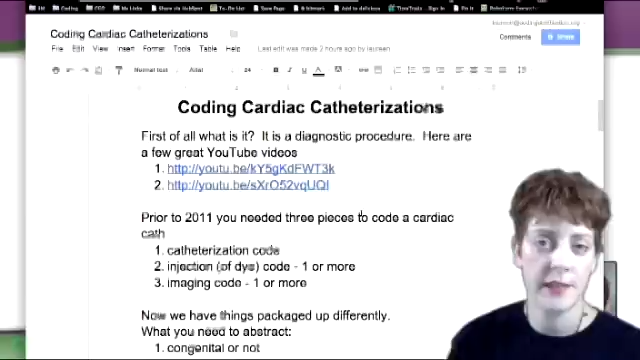 Coding Cardiac Catheterizations
File Edit View Insert Format Tools Table Help Last edit was made 2 hours ago by laureen
Comments Share
Normal text Arial 24
Coding Cardiac Catheterizations
First of all what is it? It is a diagnostic procedure. Here are
a few great YouTube videos
1. http://youtu.be/kY5gKdFWT3k
2. http://youtu.be/sXrO52vqUQI
Prior to 2011 you needed three pieces to code a cardiac
cath
1. catheterization code
2. injection (of dye) code - 1 or more
3. imaging code - 1 or more
Now we have things packaged up differently.
What you need to abstract:
1. congenital or not